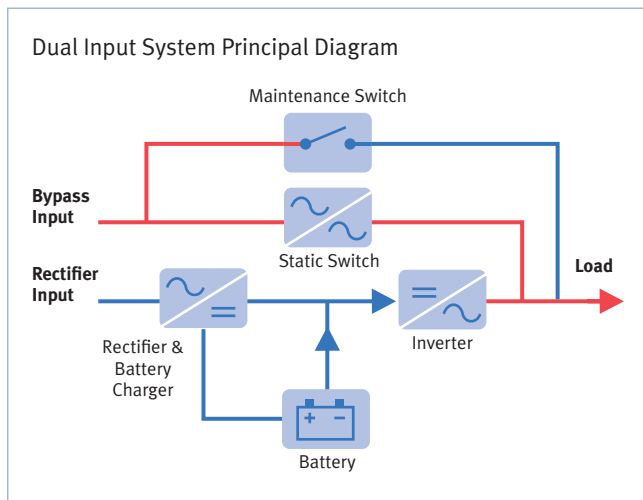 Dual Input System Principal Diagram
Maintenance Switch
Bypass
Input
Static Switch
Rectifier
Input
Load
Rectifier &
Battery
Charger
Inverter
+ −
Battery